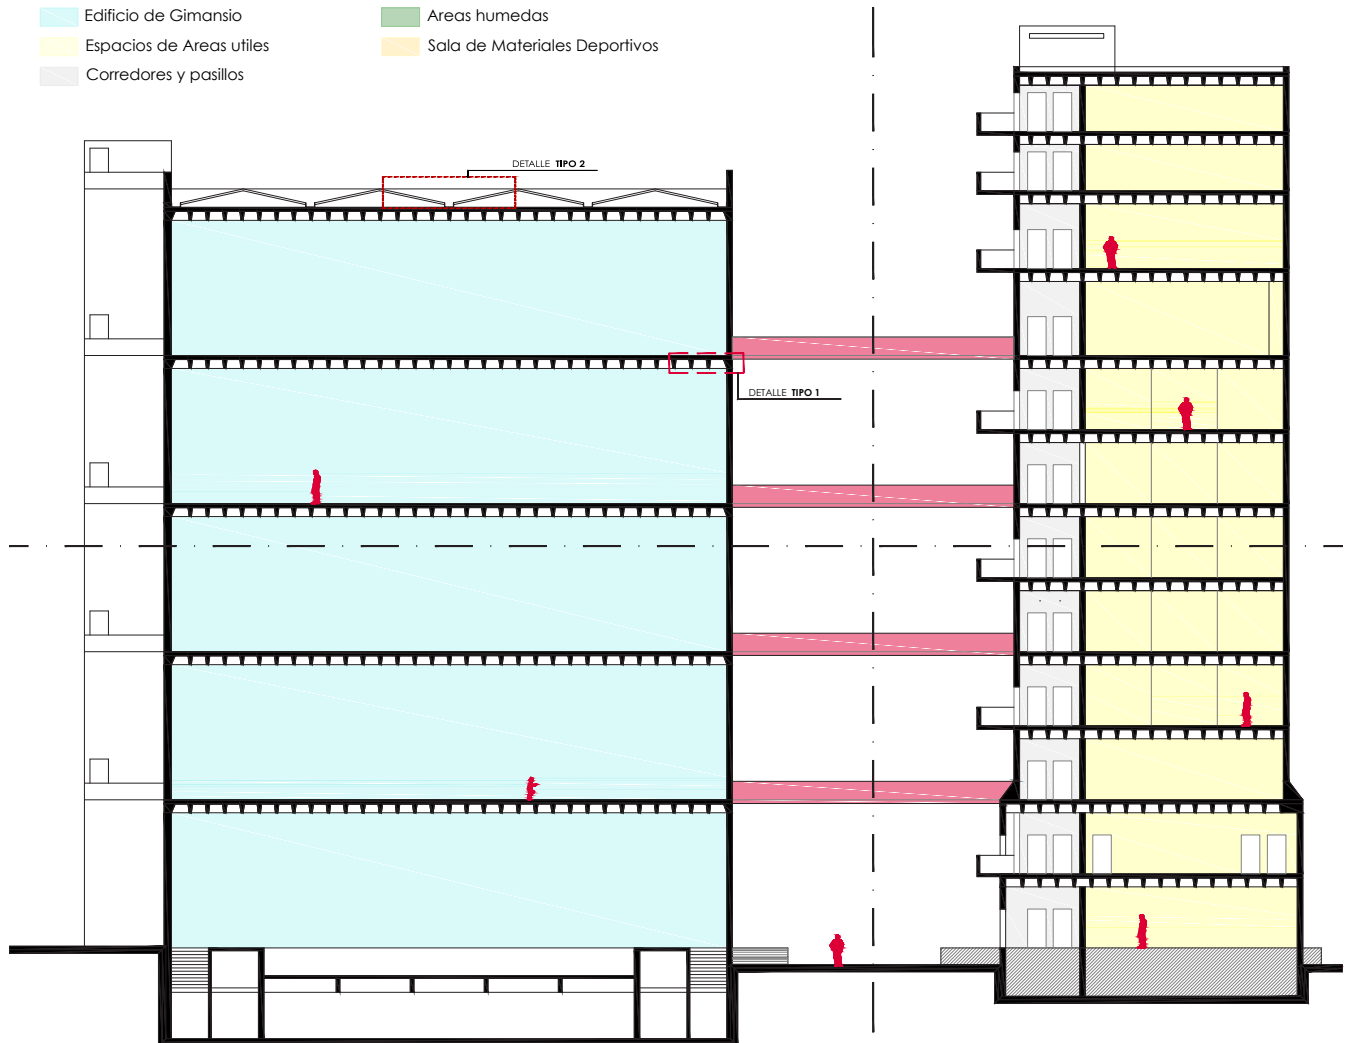 Edificio de Gimansio
Areas humedas
Espacios de Areas utiles
Sala de Materiales Deportivos
Corredores y pasillos
DETALLE TIPO 2
DETALLE TIPO 1